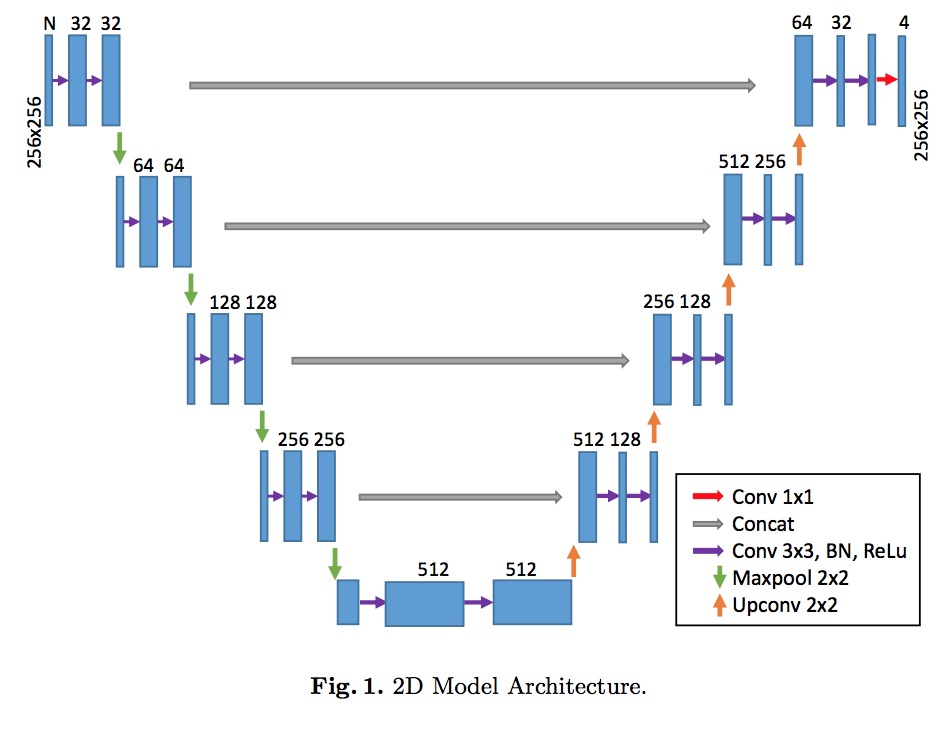 N 32 32
64 32 4
256x256
256x256
64 64
512 256
128 128
256 128
256 256
512 128
512 512
Conv 1x1
Concat
Conv 3x3, BN, ReLu
Maxpool 2x2
Upconv 2x2
Fig. 1. 2D Model Architecture.